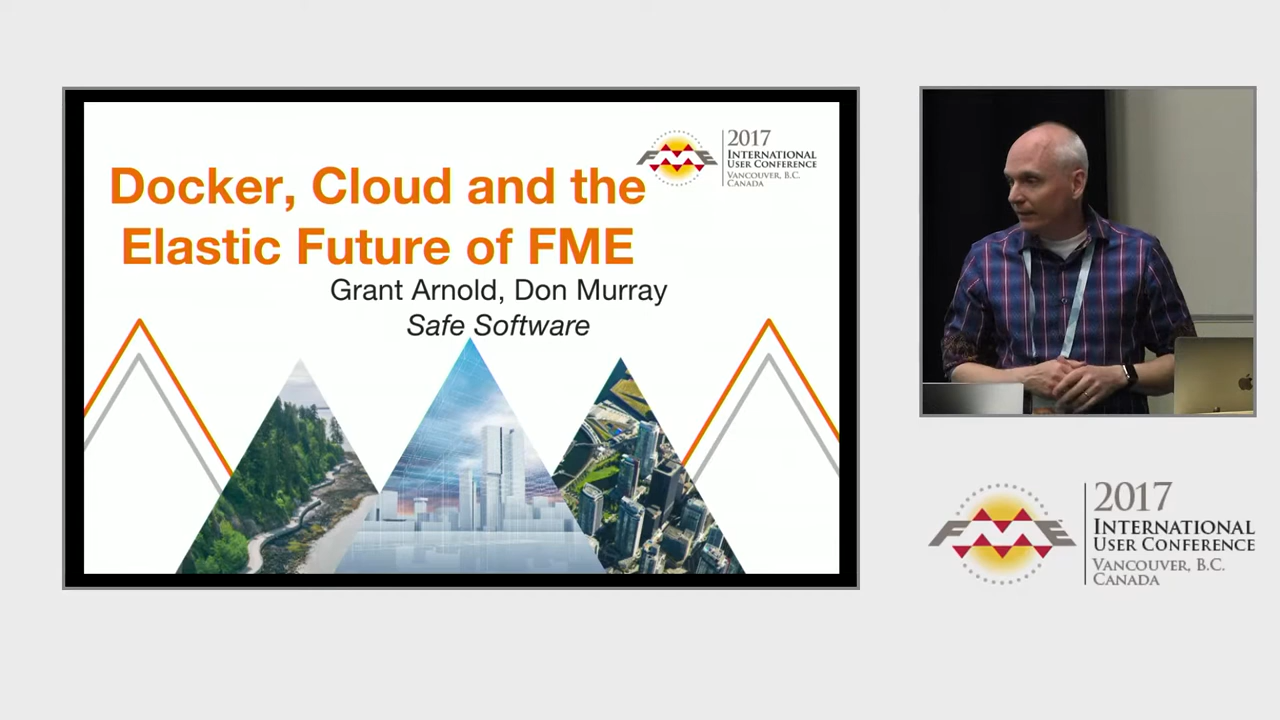 Docker, Cloud and the
Elastic Future of FME
Grant Arnold, Don Murray
Safe Software
FME
2017
INTERNATIONAL
USER CONFERENCE
VANCOUVER, B.C.
CANADA
FME
2017
INTERNATIONAL
USER CONFERENCE
VANCOUVER, B.C.
CANADA